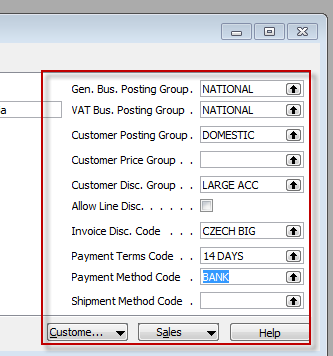 Gen. Bus. Posting Group. NATIONAL
a VAT Bus. Posting Group. NATIONAL
Customer Posting Group. DOMESTIC
Customer Price Group . .
Customer Disc. Group . . LARGE ACC
Allow Line Disc. . . . . . .
Invoice Disc. Code . . . CZECH BIG
Payment Terms Code . . 14 DAYS
Payment Method Code . BANK
Shipment Method Code .
Custome... Sales Help